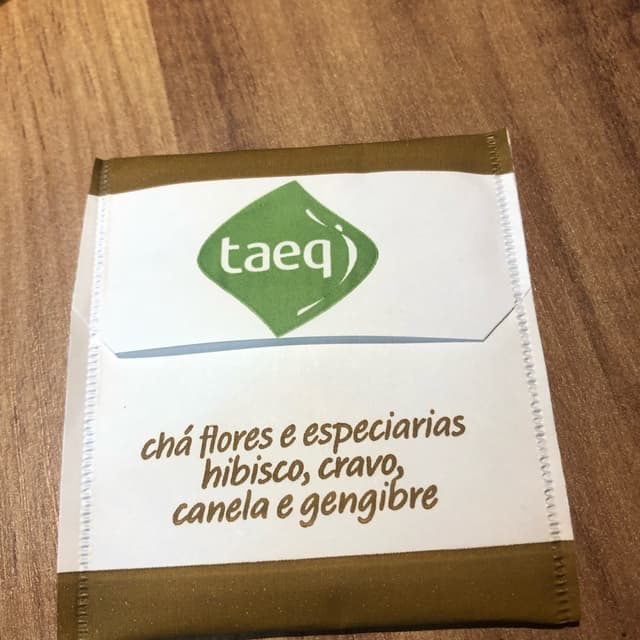 taeq
chá flores e especiarias
hibisco, cravo,
canela e gengibre